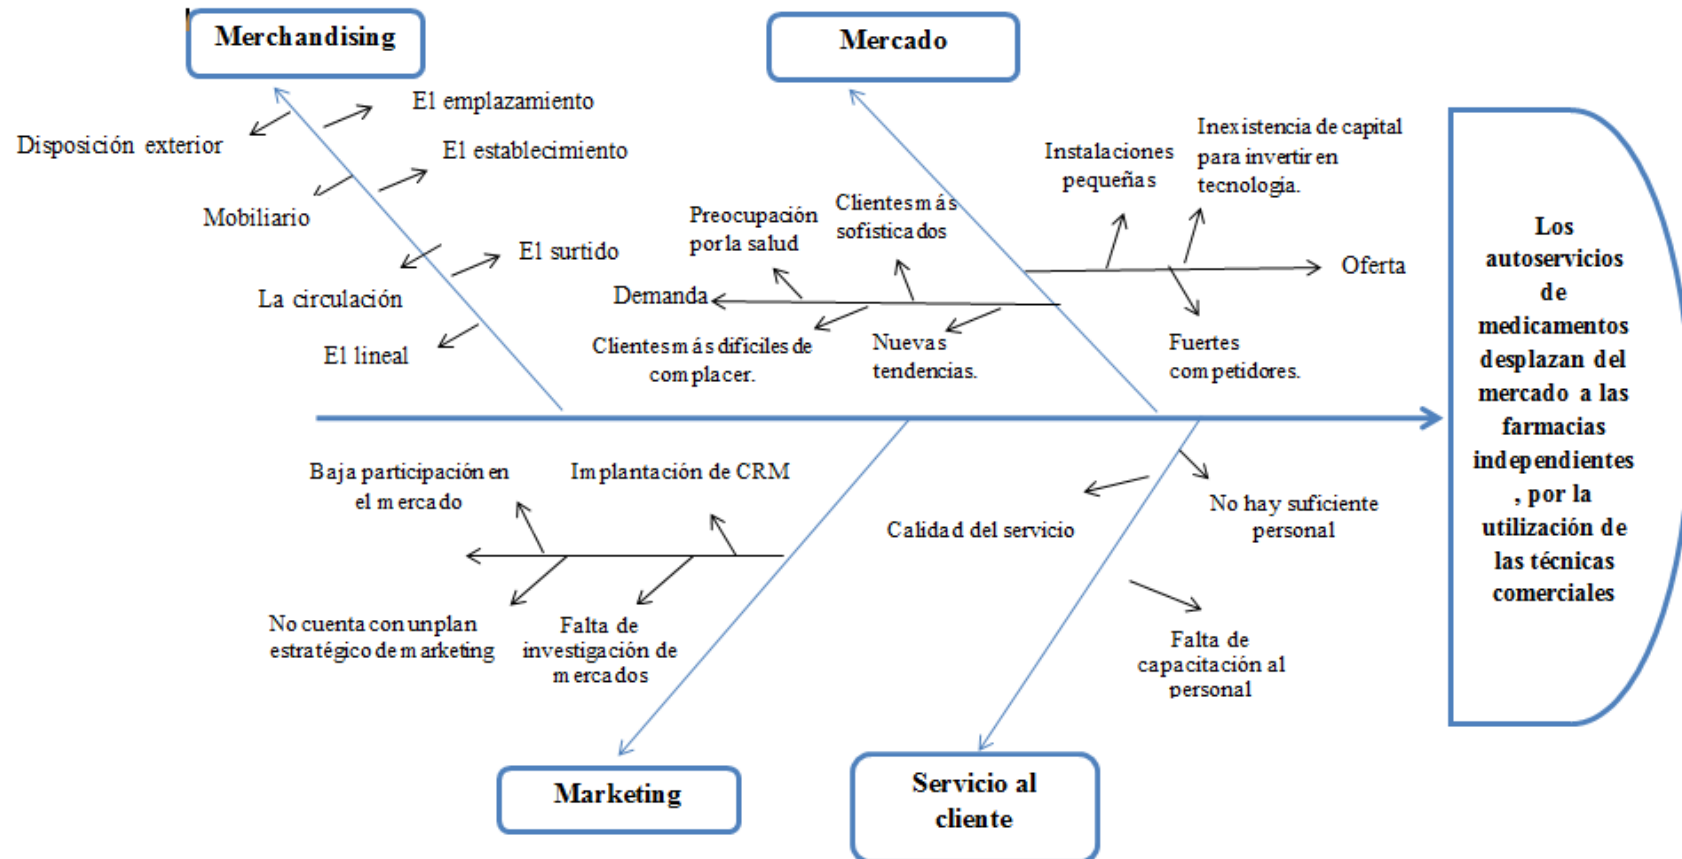 Merchandising
Mercado
El emplazamiento
Disposición exterior
El establecimiento
Mobiliario
El surtido
La circulación
El lineal
Inexistencia de capital
para invertir en
tecnología.
Instalaciones
pequeñas
Clientes más
sofisticados
Preocupación
por la salud
Demanda
Oferta
Clientes más difíciles de
complacer.
Nuevas
tendencias.
Fuertes
competidores.
Los
autoservicios
de
medicamentos
desplazan del
mercado a las
farmacias
independientes
, por la
utilización de
las técnicas
comerciales
Baja participación en
el mercado
Implantación de CRM
No cuenta con un plan
estratégico de marketing
Falta de
investigación de
mercados
Calidad del servicio
No hay suficiente
personal
Falta de
capacitación al
personal
Marketing
Servicio al
cliente